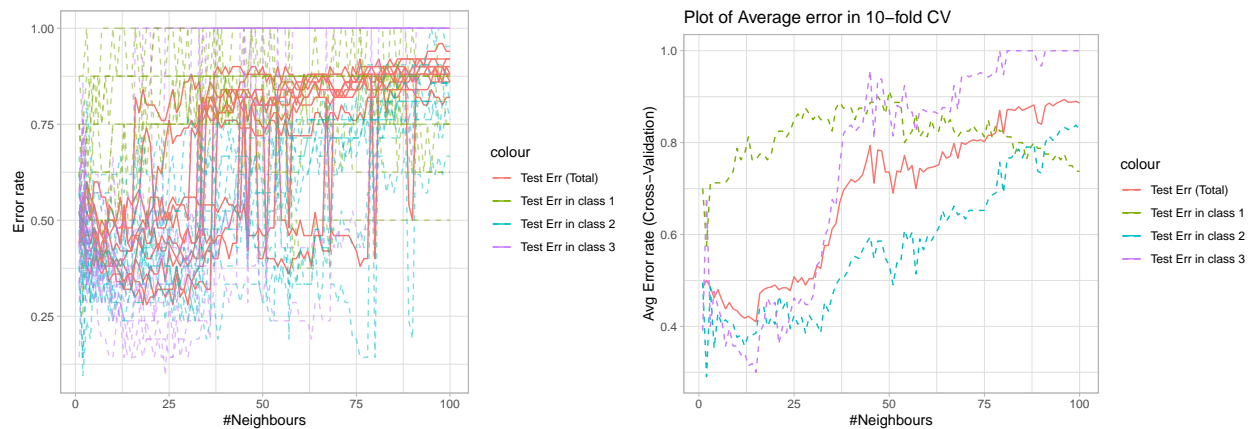 1.00
0.75
0.50
0.25
Error rate
0
25
50
75
100
#Neighbours
colour
Test Err (Total)
Test Err in class 1
Test Err in class 2
Test Err in class 3
Plot of Average error in 10−fold CV
1.0
0.8
0.6
0.4
Avg Error rate (Cross−Validation)
0
25
50
75
100
#Neighbours
colour
Test Err (Total)
Test Err in class 1
Test Err in class 2
Test Err in class 3